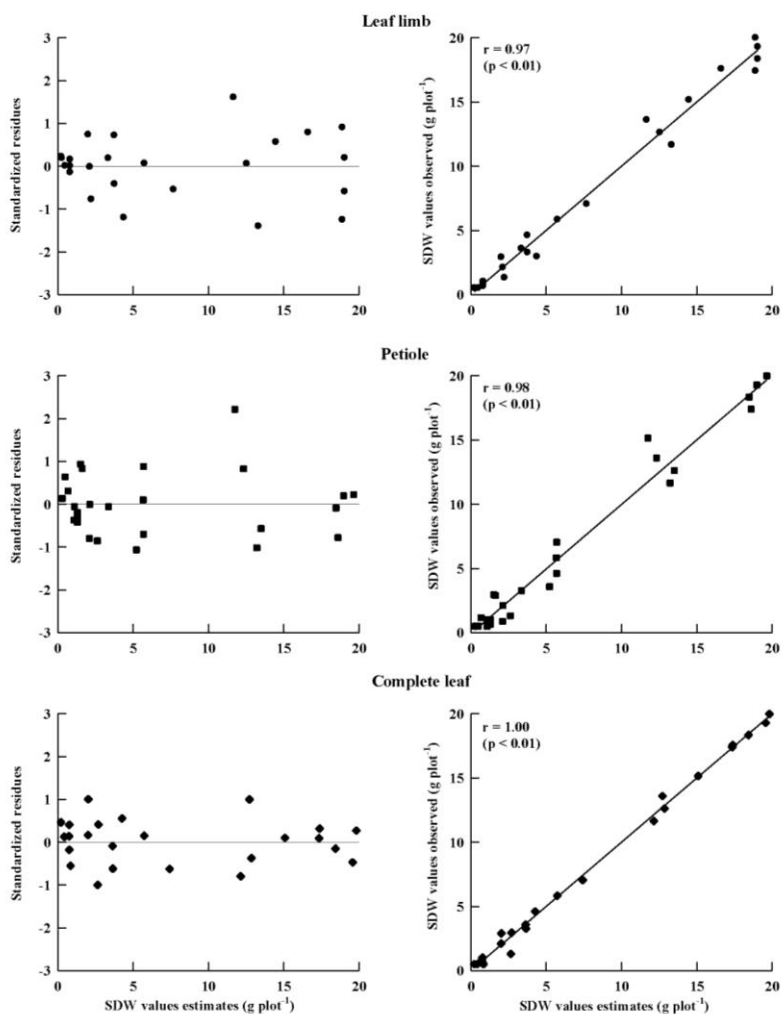 Leaf limb
Standardized residues
3
2
1
0
-1
-2
-3
0 5 10 15 20
SDW values observed (g plot⁻¹)
20
15
10
5
0
0 5 10 15 20
r = 0.97
(p < 0.01)
Petiole
Standardized residues
3
2
1
0
-1
-2
-3
0 5 10 15 20
SDW values observed (g plot⁻¹)
20
15
10
5
0
0 5 10 15 20
r = 0.98
(p < 0.01)
Complete leaf
Standardized residues
3
2
1
0
-1
-2
-3
0 5 10 15 20
SDW values estimates (g plot⁻¹)
SDW values observed (g plot⁻¹)
20
15
10
5
0
0 5 10 15 20
r = 1.00
(p < 0.01)
SDW values estimates (g plot⁻¹)